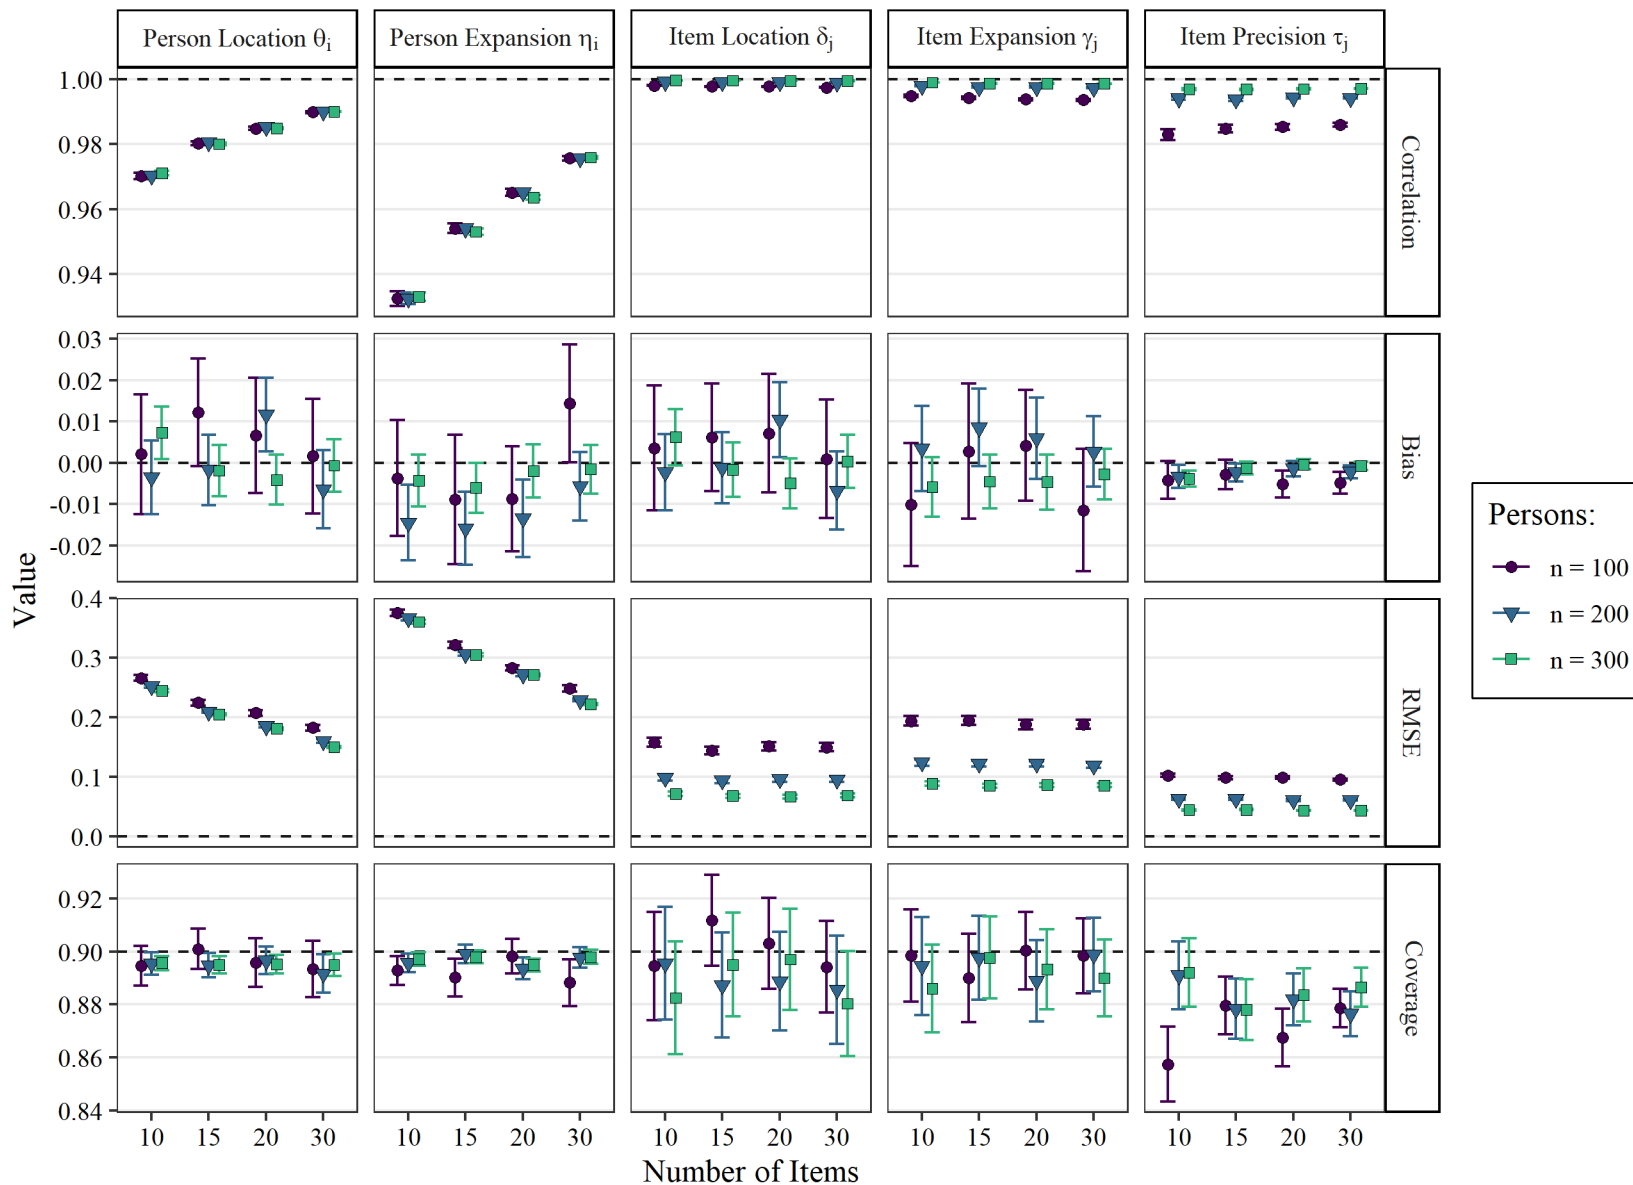 Person Location θi
Person Expansion ηi
Item Location δj
Item Expansion γj
Item Precision τj
1.00
0.98
0.96
0.94
Correlation
0.03
0.02
0.01
0.00
-0.01
-0.02
Bias
0.4
0.3
0.2
0.1
0.0
RMSE
0.92
0.90
0.88
0.86
0.84
Coverage
Value
10 15 20 30
10 15 20 30
10 15 20 30
10 15 20 30
10 15 20 30
Number of Items
Persons:
n = 100
n = 200
n = 300